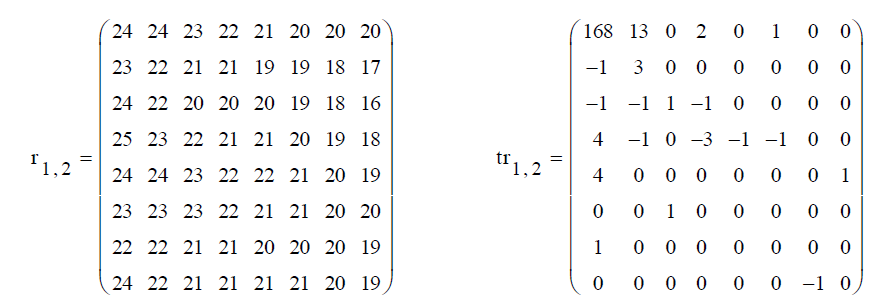 24 24 23 22 21 20 20 20 168 13 0 2 0 1 0 0
23 22 21 21 19 19 18 17 −1 3 0 0 0 0 0 0
24 22 20 20 20 19 18 16 −1 −1 1 −1 0 0 0 0
r1,2 = 25 23 22 21 21 20 19 18 tr1,2 = 4 −1 0 −3 −1 −1 0 0
24 24 23 22 22 21 20 19 4 0 0 0 0 0 0 1
23 23 23 22 21 21 20 20 0 0 1 0 0 0 0 0
22 22 21 21 20 20 20 19 1 0 0 0 0 0 0 0
24 22 21 21 21 21 20 19 0 0 0 0 0 0 −1 0